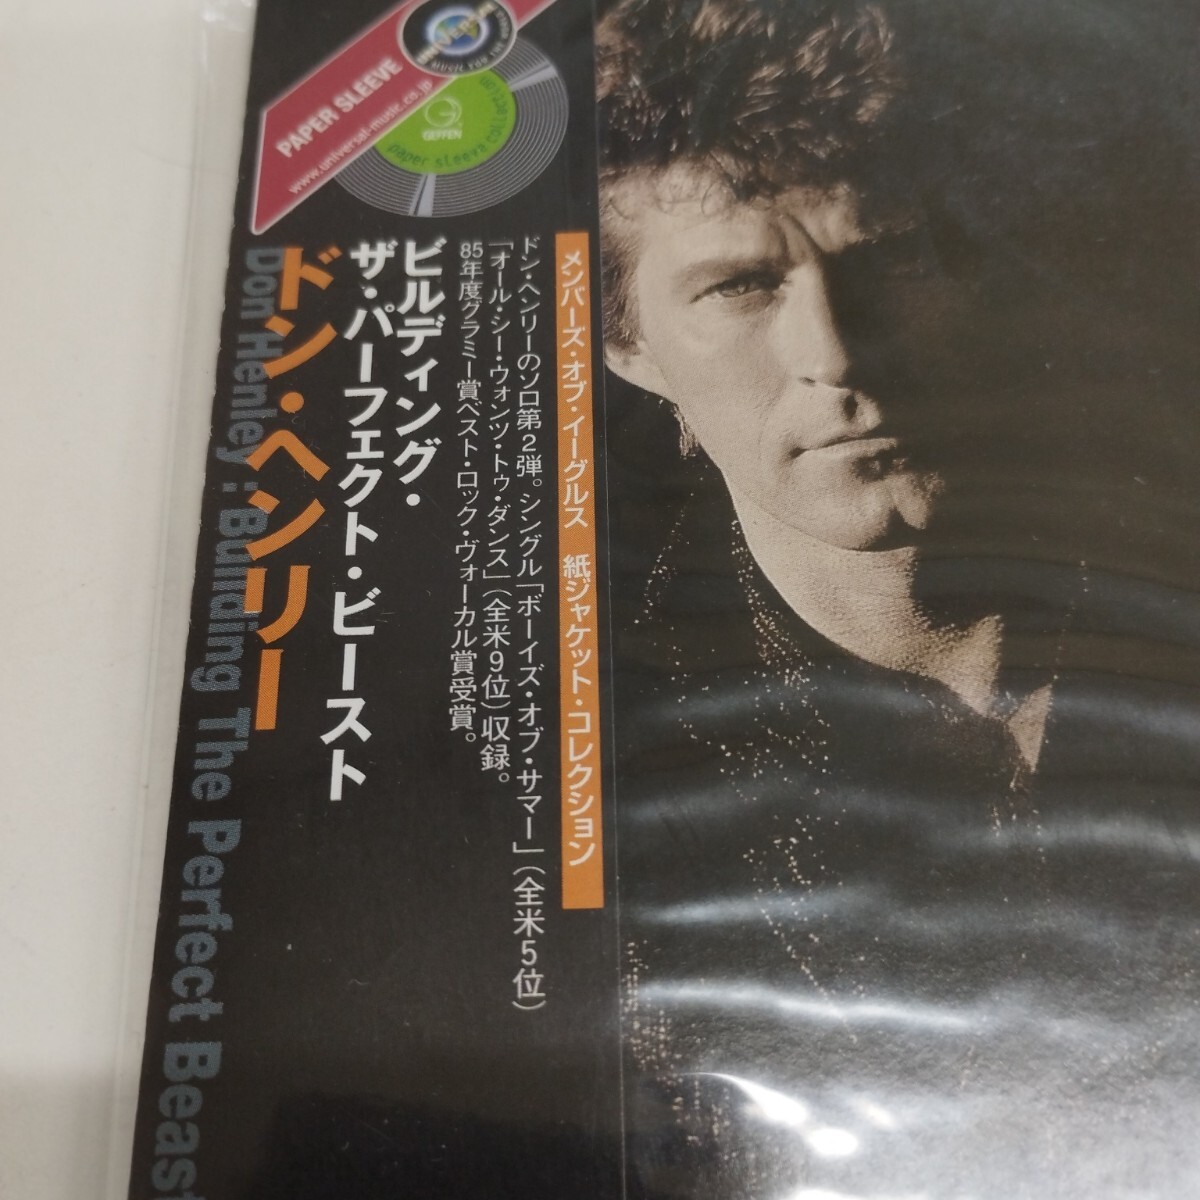 PAPER SLEEVE
www.universal-music.co.jp
UNIVERSAL
GEFFEN
paper sleeve collection
メンバーズ・オブ・イーグルス 紙ジャケット・コレクション
ドン・ヘンリーのソロ第2弾。シングル「ボーイズ・オブ・サマー」(全米5位)
「オール・シー・ウォンツ・トゥ・ダンス」(全米9位)収録。
85年度グラミー賞ベスト・ロック・ヴォーカル賞受賞。
ビルディング・
ザ・パーフェクト・ビースト
ドン・ヘンリー
Don Henley : Building The Perfect Beast